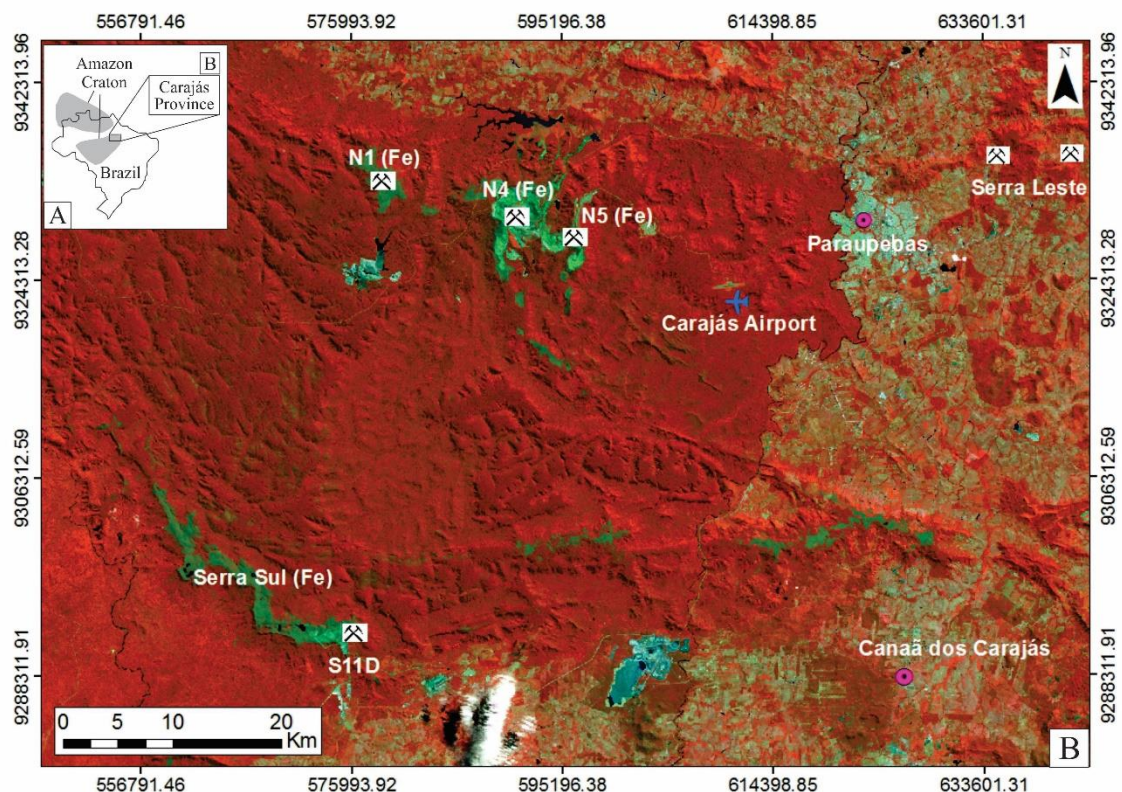 556791.46 575993.92 595196.38 614398.85 633601.31
9342313.96
9324313.28
9306312.59
9288311.91
Amazon
Craton
B
Carajás
Province
Brazil
A
N
N1 (Fe)
N4 (Fe)
N5 (Fe)
Serra Leste
Paraupebas
Carajás Airport
Serra Sul (Fe)
S11D
Canaã dos Carajás
0 5 10 20
Km
B
9342313.96
9324313.28
9306312.59
9288311.91
556791.46 575993.92 595196.38 614398.85 633601.31